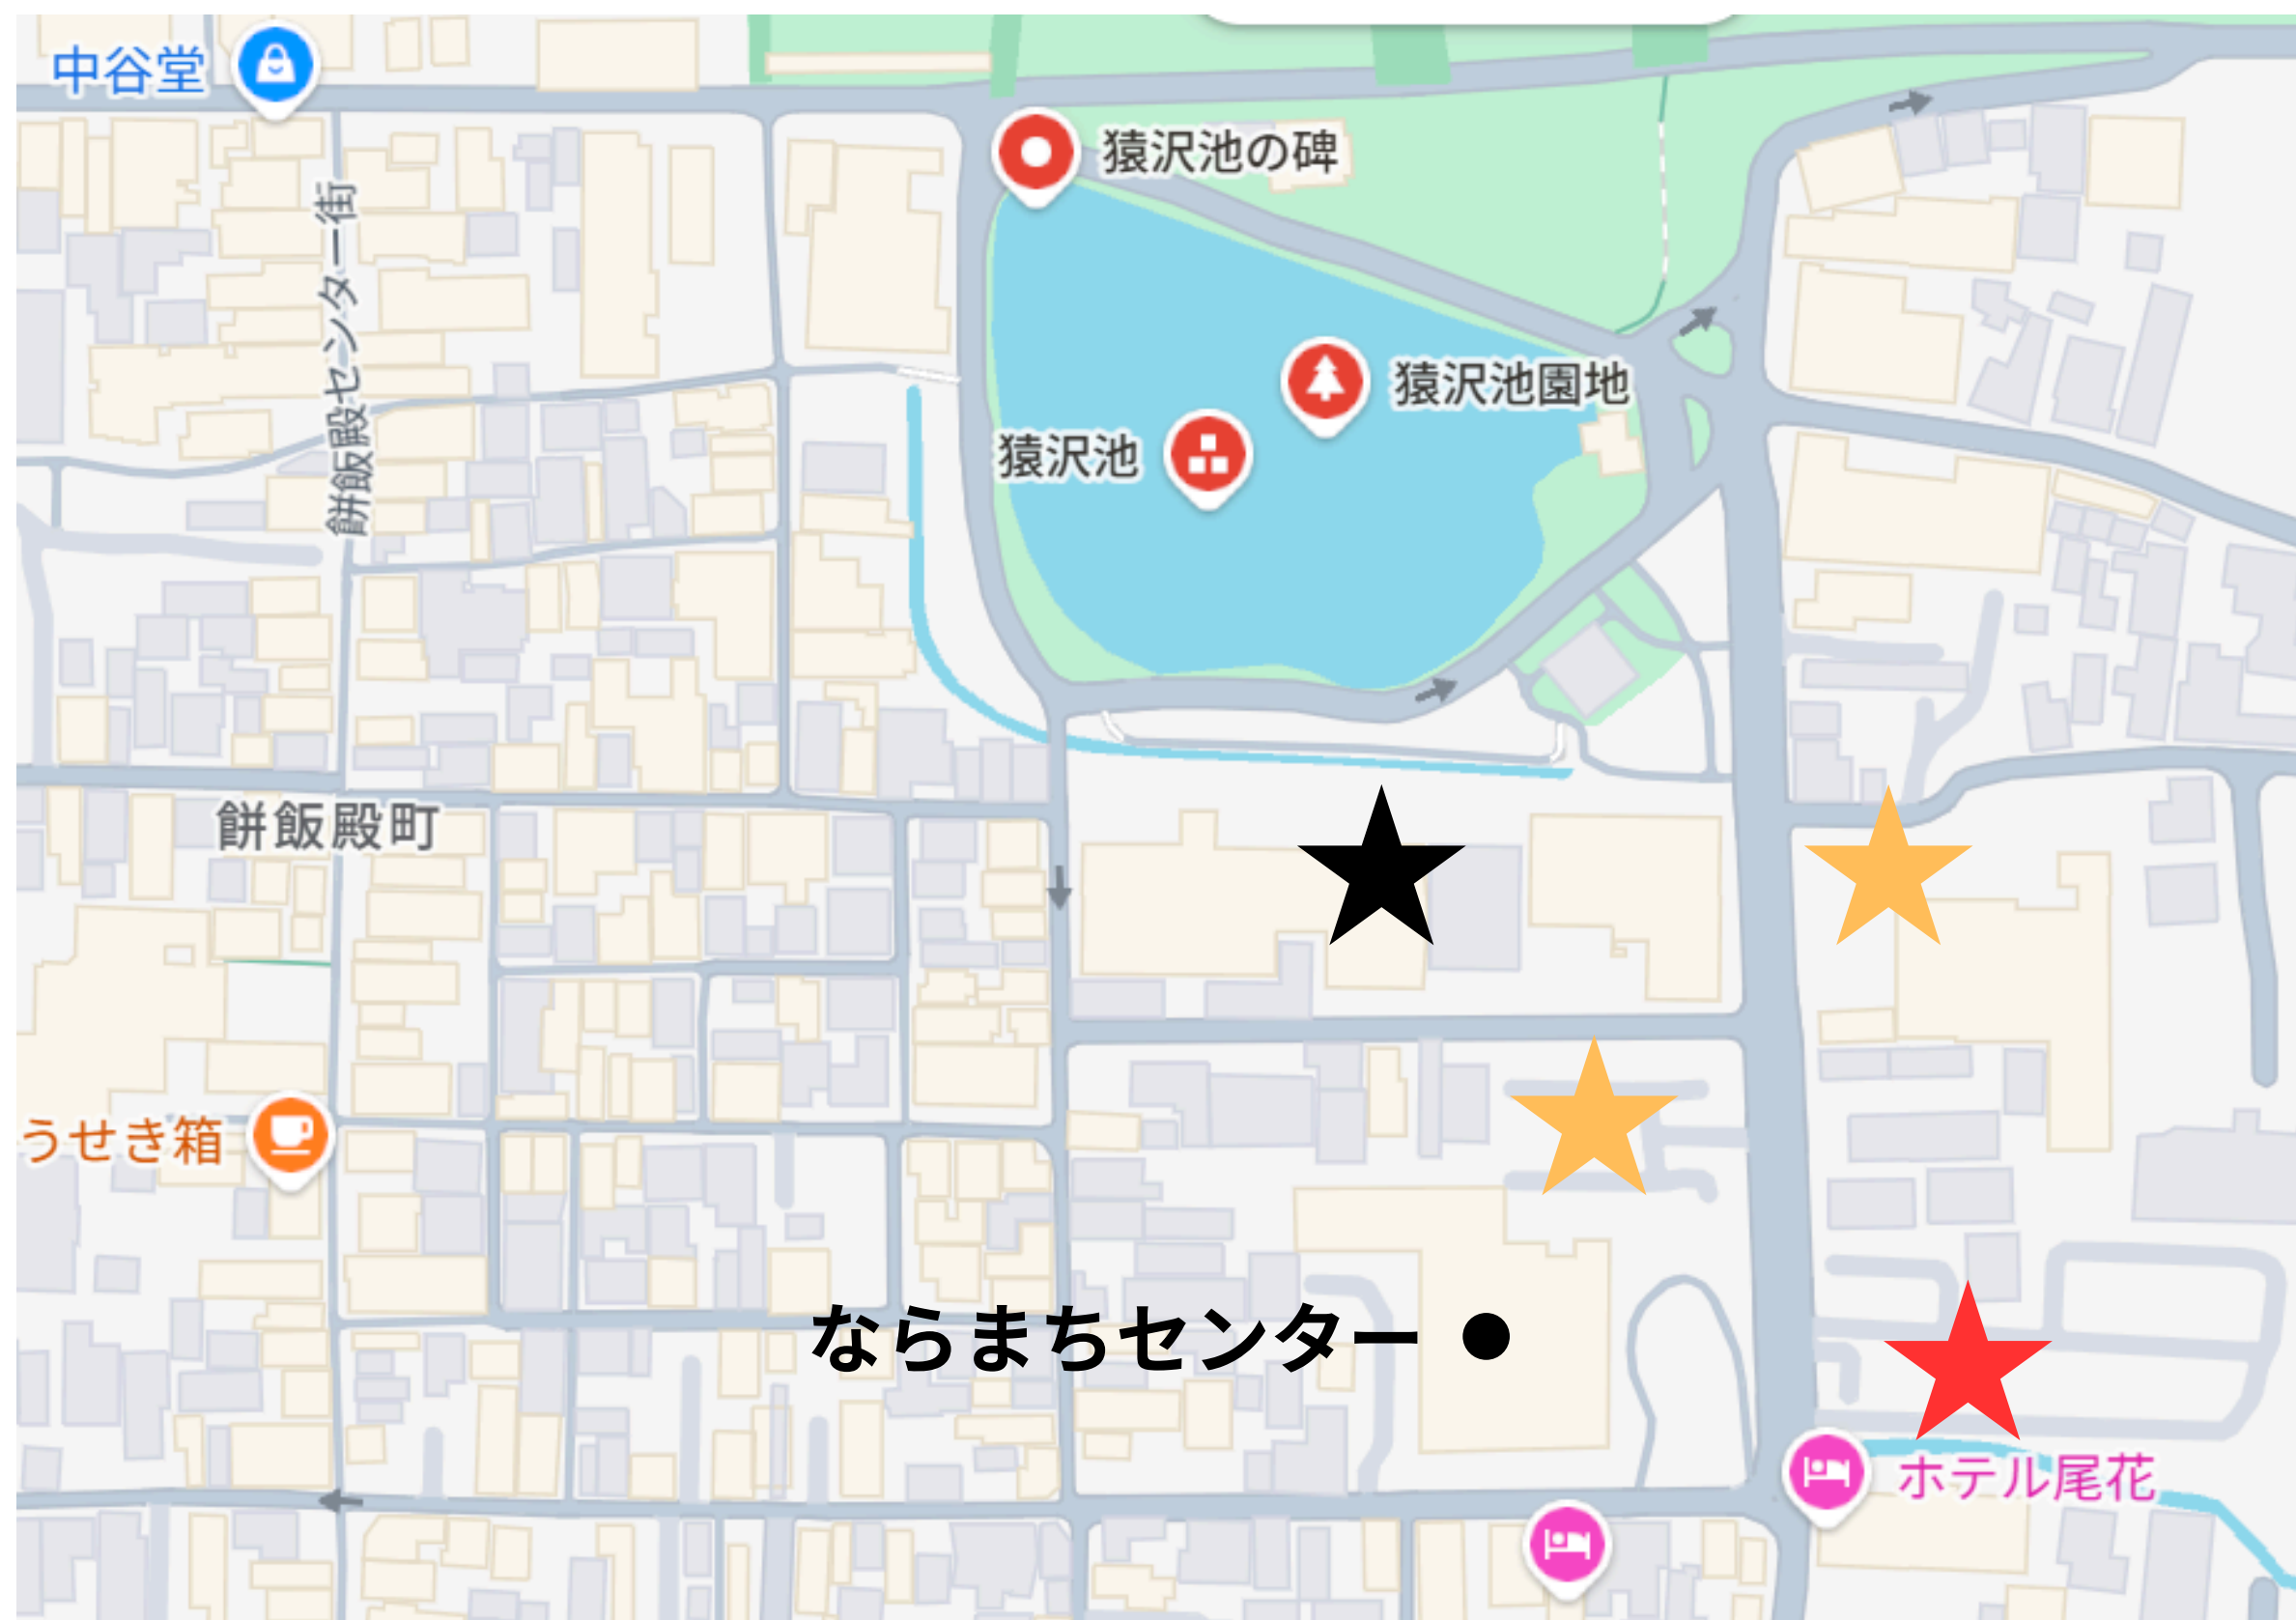 中谷堂
猿沢池の碑
餅飯殿センター街
猿沢池園地
猿沢池
餅飯殿町
うせき箱
ならまちセンター
ホテル尾花